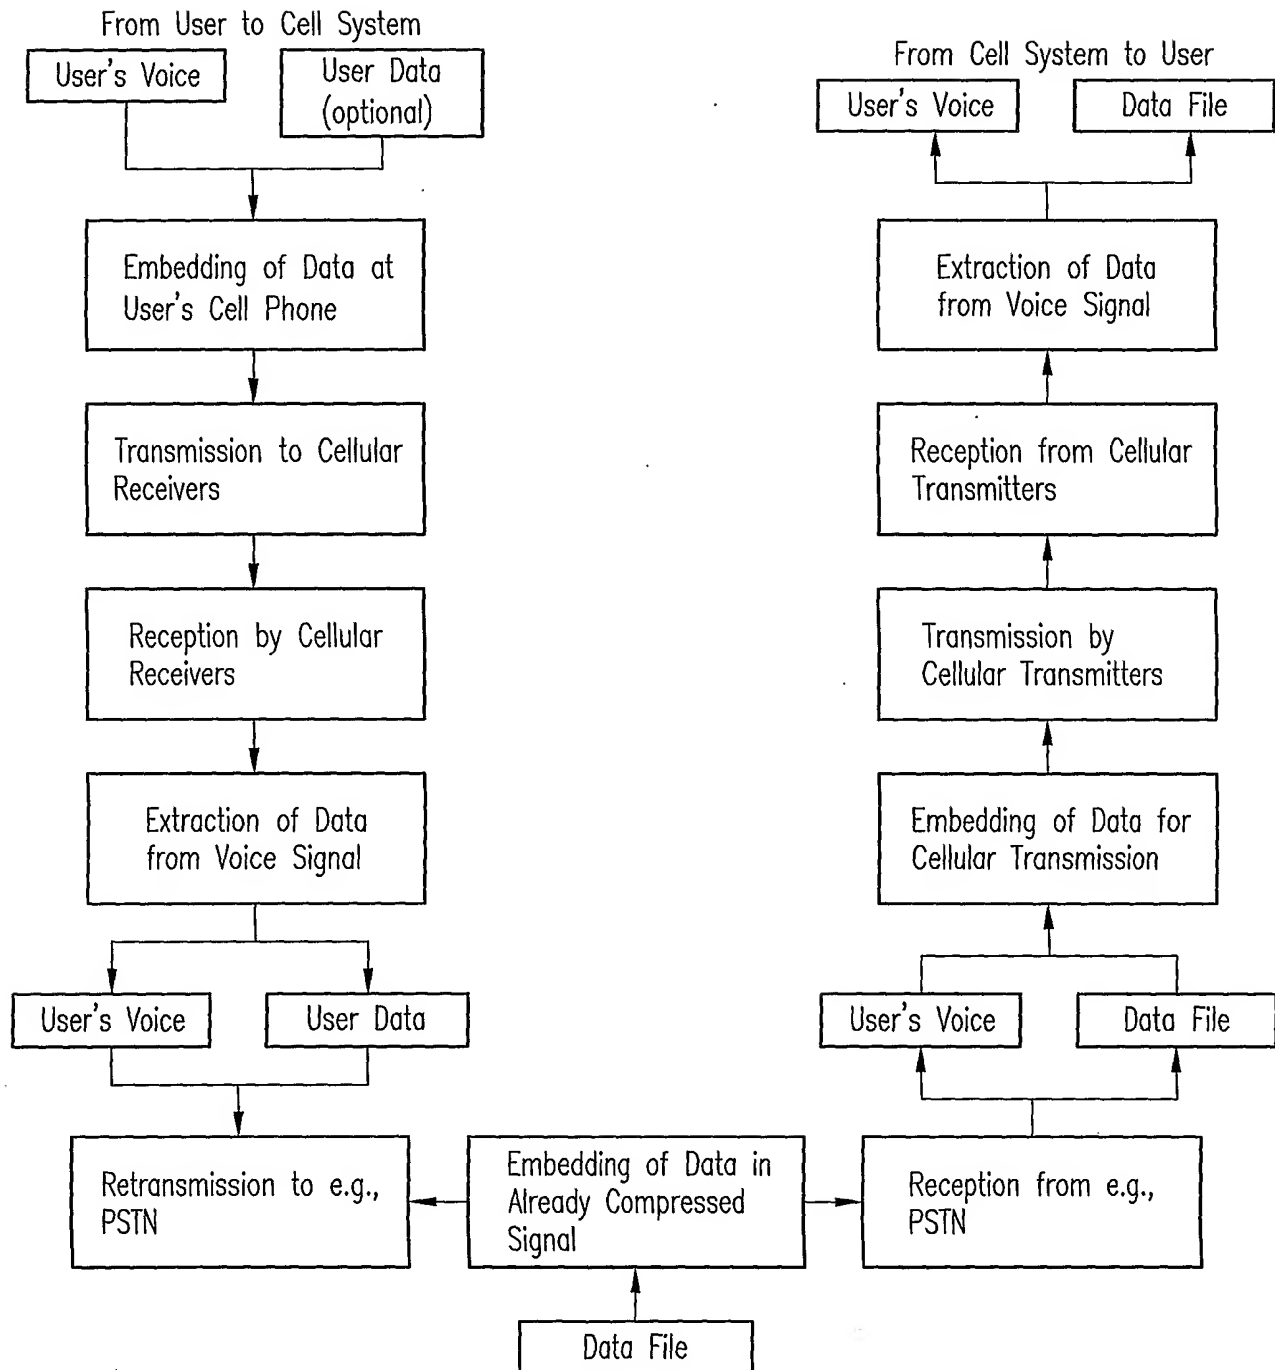 From User to Cell System
User's Voice
User Data
(optional)
Embedding of Data at
User's Cell Phone
Transmission to Cellular
Receivers
Reception by Cellular
Receivers
Extraction of Data
from Voice Signal
User's Voice
User Data
Retransmission to e.g.,
PSTN
Embedding of Data in
Already Compressed
Signal
Data File
From Cell System to User
User's Voice
Data File
Extraction of Data
from Voice Signal
Reception from Cellular
Transmitters
Transmission by
Cellular Transmitters
Embedding of Data for
Cellular Transmission
User's Voice
Data File
Reception from e.g.,
PSTN